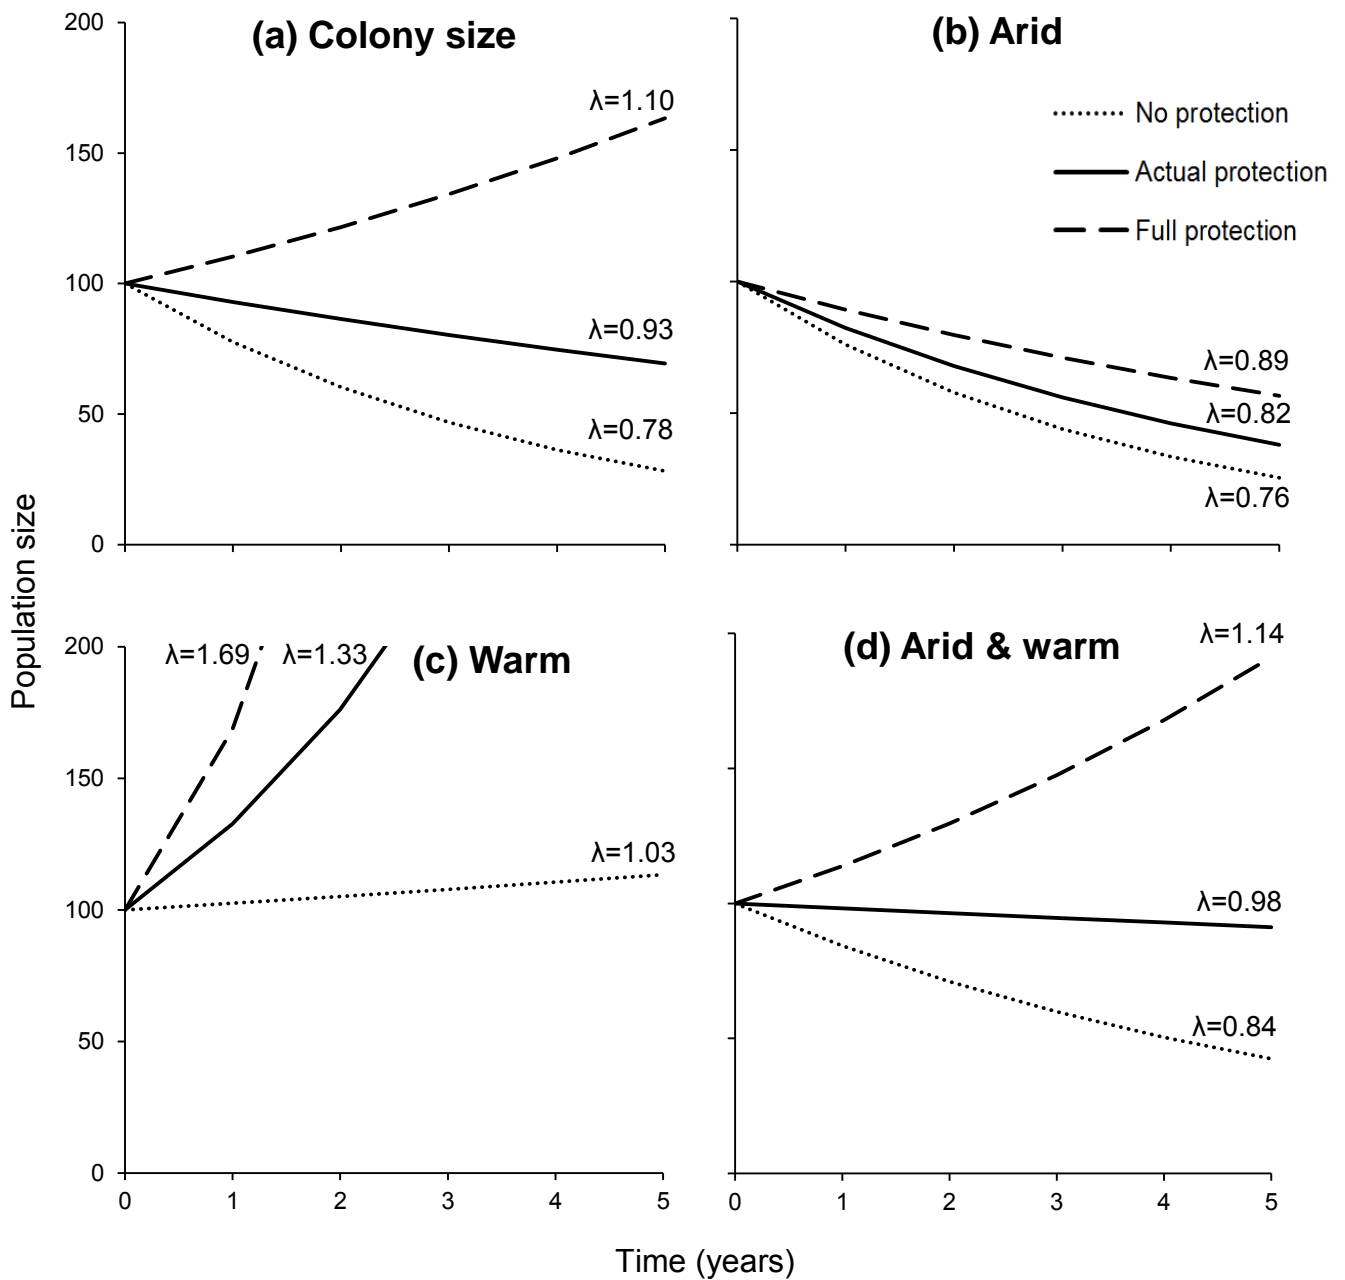 (a) Colony size
200
150
100
50
0
λ=1.10
λ=0.93
λ=0.78
(b) Arid
No protection
Actual protection
Full protection
λ=0.89
λ=0.82
λ=0.76
Population size
(c) Warm
200
150
100
50
0
λ=1.69
λ=1.33
λ=1.03
0 1 2 3 4 5
(d) Arid & warm
λ=1.14
λ=0.98
λ=0.84
0 1 2 3 4 5
Time (years)